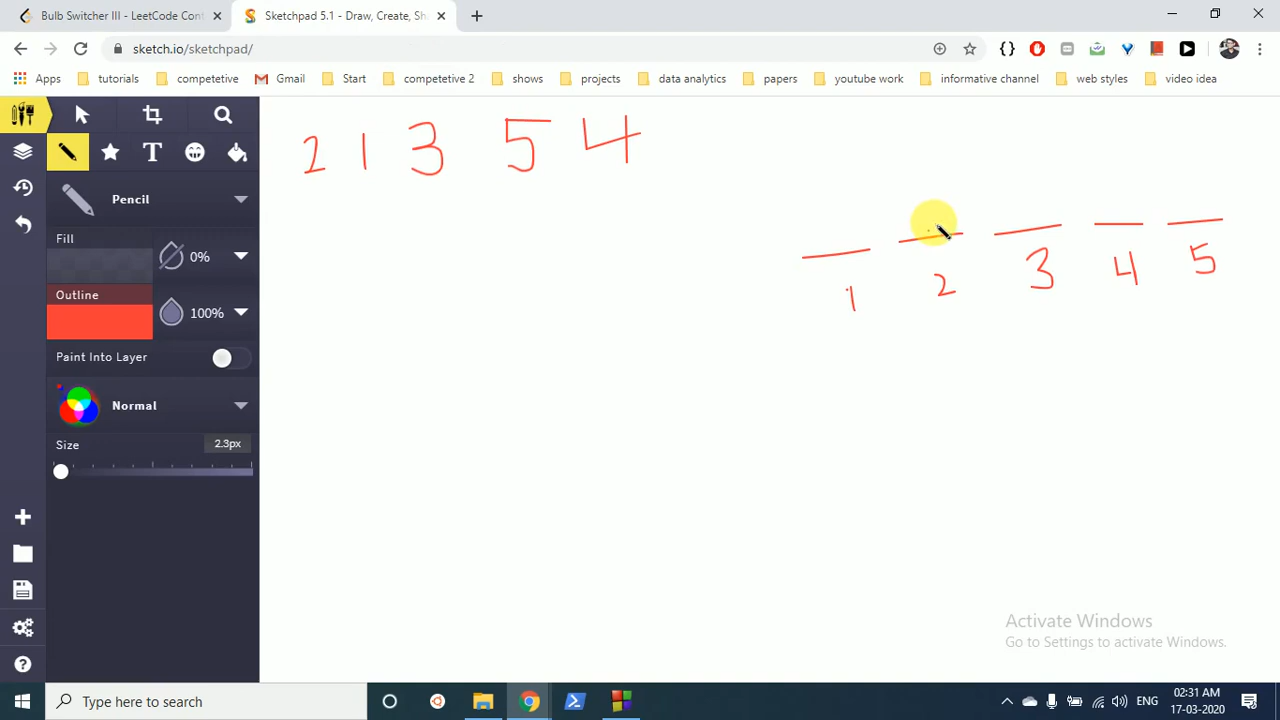 Bulb Switcher III - LeetCode Cont
Sketchpad 5.1 - Draw, Create, Sha
sketch.io/sketchpad/
Apps tutorials competetive Gmail Start competetive 2 shows projects data analytics papers youtube work informative channel web styles video idea
2 1 3 5 4
Pencil
Fill
0%
Outline
100%
Paint Into Layer
Normal
Size
2.3px
1 2 3 4 5
Activate Windows
Go to Settings to activate Windows.
Type here to search
ENG
02:31 AM
17-03-2020